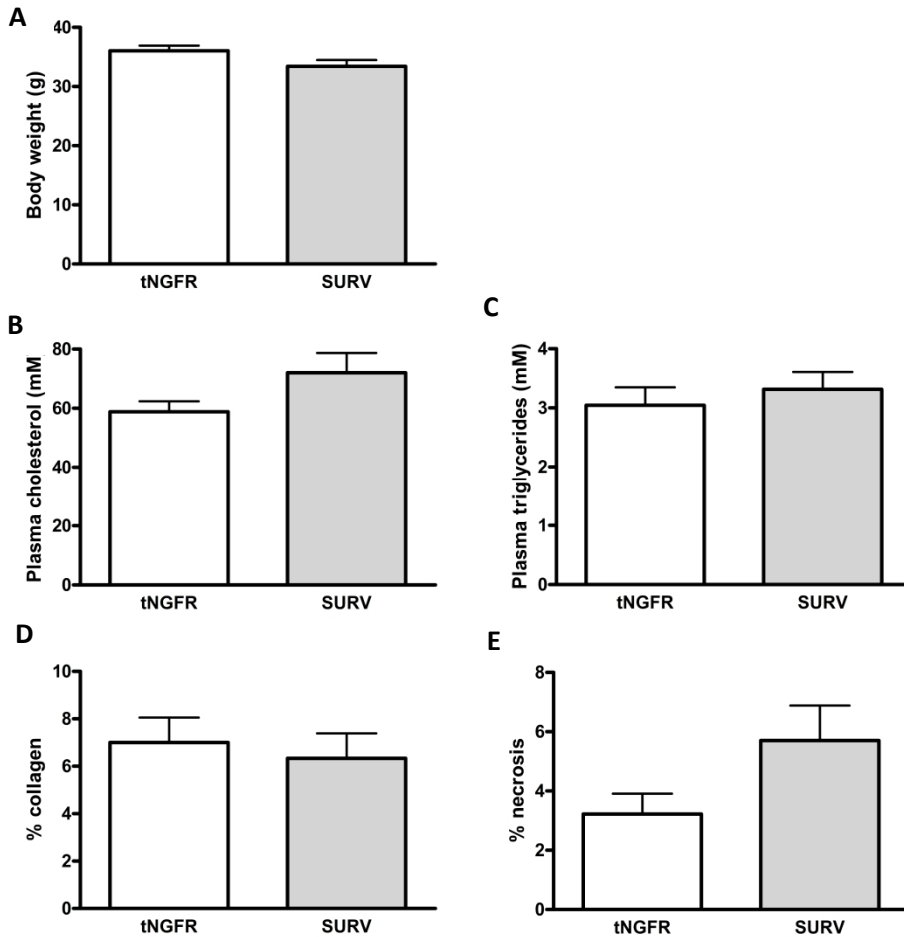 A
Body weight (g)
40
30
20
10
0
tNGFR
SURV
B
Plasma cholesterol (mM
80
60
40
20
0
tNGFR
SURV
C
Plasma triglycerides (mM)
4
3
2
1
0
tNGFR
SURV
D
% collagen
10
8
6
4
2
0
tNGFR
SURV
E
% necrosis
8
6
4
2
0
tNGFR
SURV